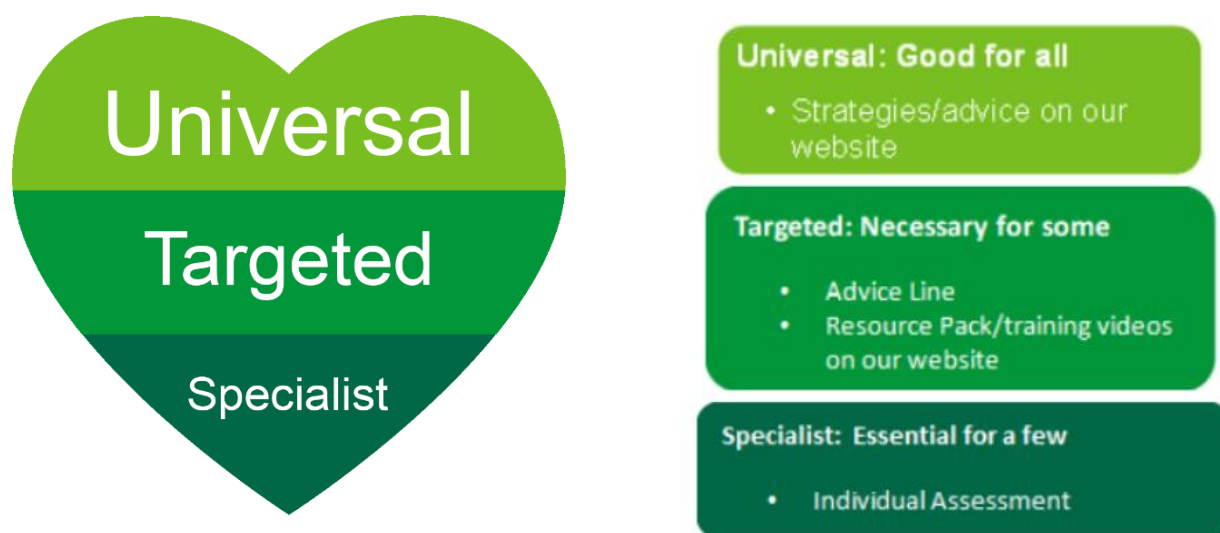 Universal
Targeted
Specialist
Universal: Good for all
• Strategies/advice on our
website
Targeted: Necessary for some
• Advice Line
• Resource Pack/training videos
on our website
Specialist: Essential for a few
• Individual Assessment